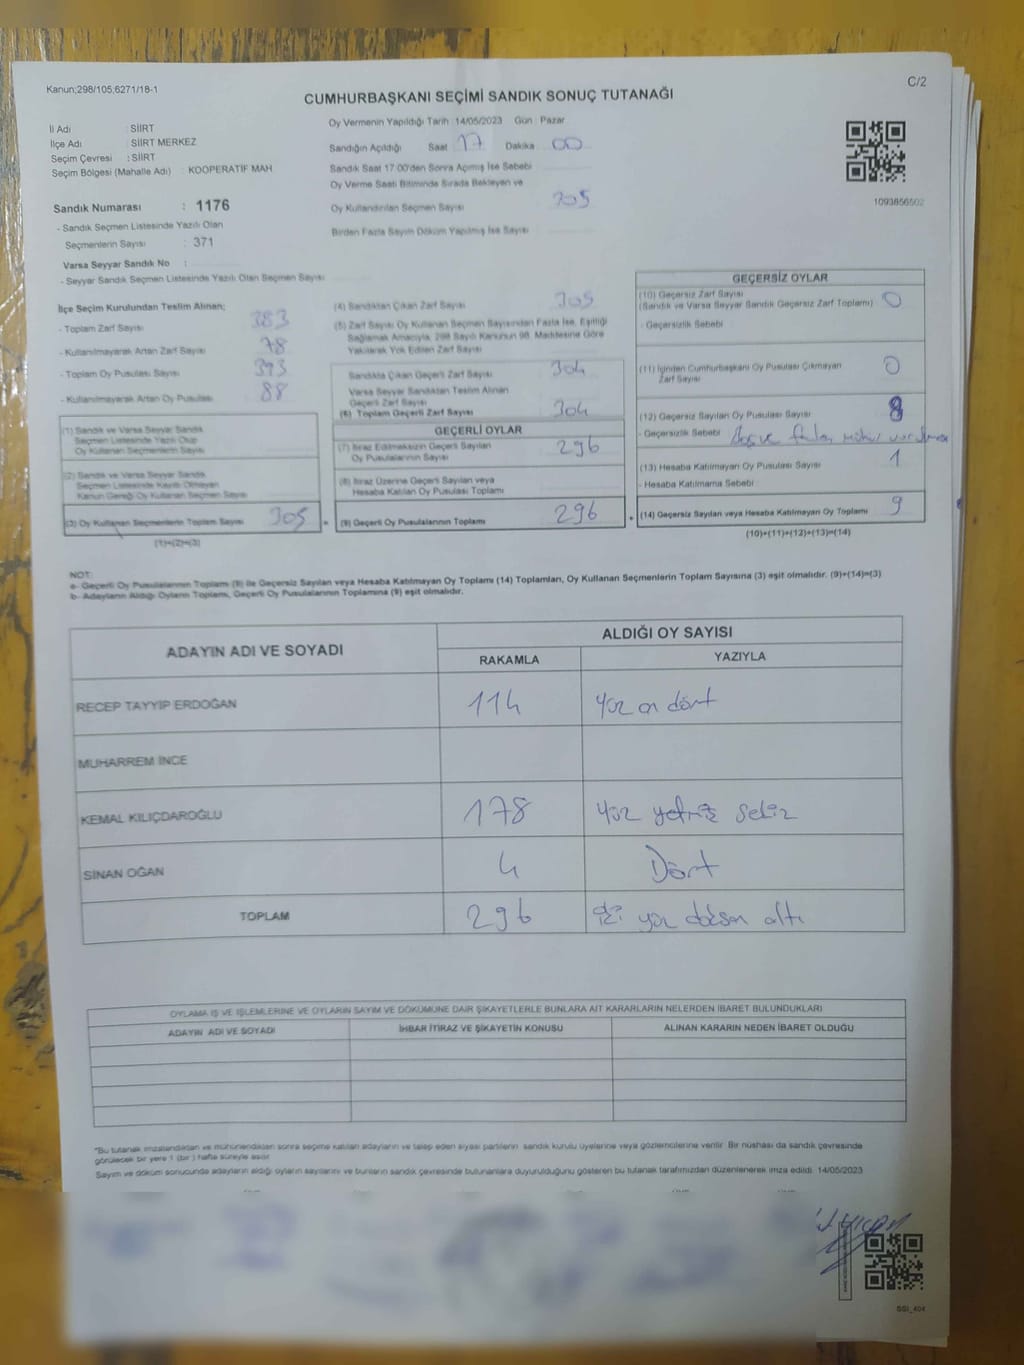 Kanun;298/105,6271/18-1
C/2
CUMHURBAŞKANI SEÇİMİ SANDIK SONUÇ TUTANAĞI
İl Adı : SİİRT
İlçe Adı : SİİRT MERKEZ
Seçim Çevresi : SİİRT
Seçim Bölgesi (Mahalle Adı) : KOOPERATİF MAH
Sandık Numarası : 1176
- Sandık Seçmen Listesinde Yazılı Olan
Seçmenlerin Sayısı : 371
Varsa Seyyar Sandık No :
- Seyyar Sandık Seçmen Listesinde Yazılı Olan Seçmen Sayısı
Oy Vermenin Yapıldığı Tarih : 14/05/2023 Gün : Pazar
Sandığın Açıldığı Saat 17 Dakika 00
Sandık Saat 17:00'den Sonra Açılmış İse Sebebi
Oy Verme Saati Bitiminde Sırada Bekleyen ve
Oy Kullandırılan Seçmen Sayısı 305
Birden Fazla Sayım Döküm Yapılmış İse Sayısı
1093856502
İlçe Seçim Kurulundan Teslim Alınan;
- Toplam Zarf Sayısı 383
- Kullanılmayarak Artan Zarf Sayısı 78
- Toplam Oy Pusulası Sayısı 393
- Kullanılmayarak Artan Oy Pusulası 88
(1) Sandık ve Varsa Seyyar Sandık
Seçmen Listesinde Yazılı Olup
Oy Kullanan Seçmenlerin Sayısı
(2) Sandık ve Varsa Seyyar Sandık
Seçmen Listesinde Kayıtlı Olmayan
Kanun Gereği Oy Kullanan Seçmen Sayısı
(3) Oy Kullanan Seçmenlerin Toplam Sayısı 305
(1)+(2)=(3)
(4) Sandıktan Çıkan Zarf Sayısı 305
(5) Zarf Sayısı Oy Kullanan Seçmen Sayısından Fazla İse, Eşitliği
Sağlamak Amacıyla, 298 Sayılı Kanunun 98. Maddesine Göre
Yakılarak Yok Edilen Zarf Sayısı
Sandıkta Çıkan Geçerli Zarf Sayısı 304
Varsa Seyyar Sandıktan Teslim Alınan
Geçerli Zarf Sayısı
(6) Toplam Geçerli Zarf Sayısı 304
GEÇERLİ OYLAR
(7) İtiraz Edilmeksizin Geçerli Sayılan
Oy Pusulalarının Sayısı 296
(8) İtiraz Üzerine Geçerli Sayılan veya
Hesaba Katılan Oy Pusulası Toplamı
(9) Geçerli Oy Pusulalarının Toplamı 296
GEÇERSİZ OYLAR
(10) Geçersiz Zarf Sayısı
(Sandık ve Varsa Seyyar Sandık Geçersiz Zarf Toplamı) 0
- Geçersizlik Sebebi
(11) İçinden Cumhurbaşkanı Oy Pusulası Çıkmayan
Zarf Sayısı 0
(12) Geçersiz Sayılan Oy Pusulası Sayısı 8
- Geçersizlik Sebebi Boş ve fazla mühür vurulması
(13) Hesaba Katılmayan Oy Pusulası Sayısı 1
- Hesaba Katılmama Sebebi
(14) Geçersiz Sayılan veya Hesaba Katılmayan Oy Toplamı 9
(10)+(11)+(12)+(13)=(14)
NOT:
a- Geçerli Oy Pusulalarının Toplamı (9) ile Geçersiz Sayılan veya Hesaba Katılmayan Oy Toplamı (14) Toplamları, Oy Kullanan Seçmenlerin Toplam Sayısına (3) eşit olmalıdır. (9)+(14)=(3)
b- Adayların Aldığı Oyların Toplamı, Geçerli Oy Pusulalarının Toplamına (9) eşit olmalıdır.
ADAYIN ADI VE SOYADI
ALDIĞI OY SAYISI
RAKAMLA YAZIYLA
RECEP TAYYİP ERDOĞAN 114 Yüz on dört
MUHARREM İNCE
KEMAL KILIÇDAROĞLU 178 Yüz yetmiş sekiz
SİNAN OĞAN 4 Dört
TOPLAM 296 iki yüz doksan altı
OYLAMA İŞ VE İŞLEMLERİNE VE OYLARIN SAYIM VE DÖKÜMÜNE DAİR ŞİKAYETLERLE BUNLARA AİT KARARLARIN NELERDEN İBARET BULUNDUKLARI
ADAYIN ADI VE SOYADI İHBAR İTİRAZ VE ŞİKAYETİN KONUSU ALINAN KARARIN NEDEN İBARET OLDUĞU
"Bu tutanak imzalandıktan ve mühürlendikten sonra seçime katılan adayların ve talep eden siyasi partilerin sandık kurulu üyelerine veya gözlemcilerine verilir. Bir nüshası da sandık çevresinde
görülecek bir yere 1 (bir) hafta süreyle asılır.
Sayım ve döküm sonucunda adayların aldığı oyların sayılarını ve bunların sandık çevresinde bulunanlara duyurulduğunu gösteren bu tutanak tarafımızdan düzenlenerek imza edildi. 14/05/2023
SSI_404